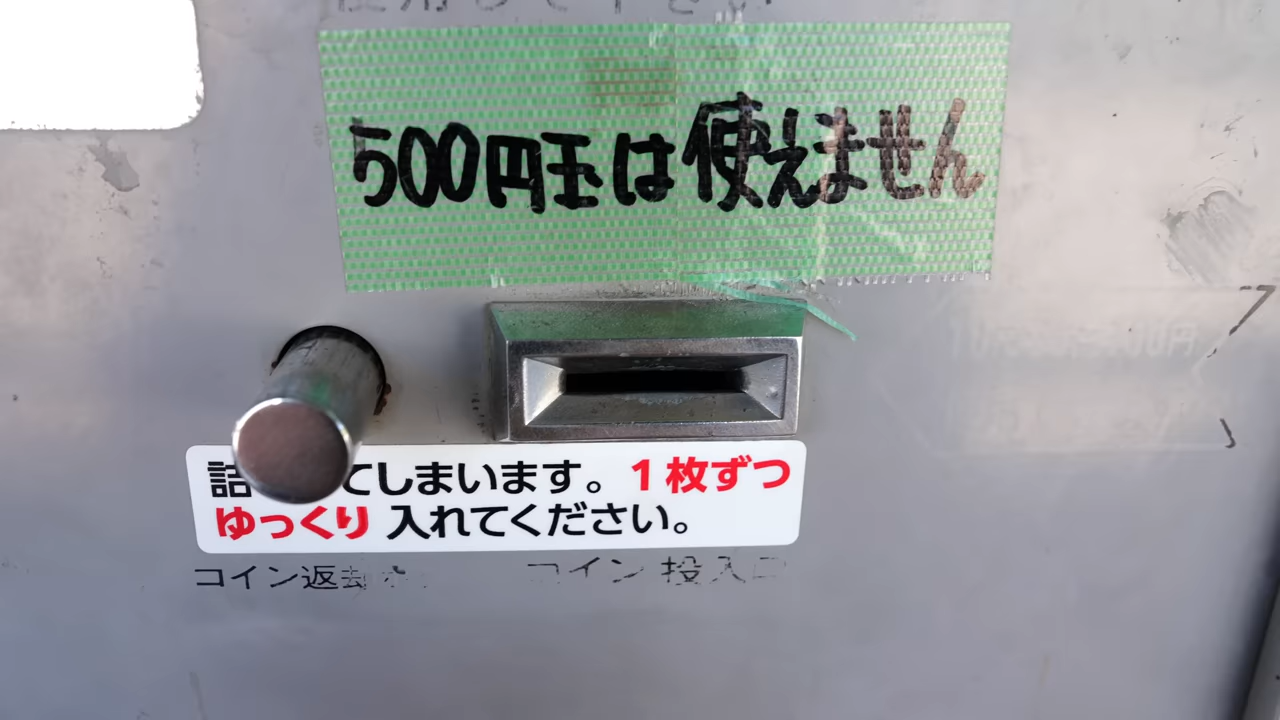 500円玉は使えません
詰 てしまいます。1枚ずつ
ゆっくり 入れてください。
コイン返却
コイン投入口